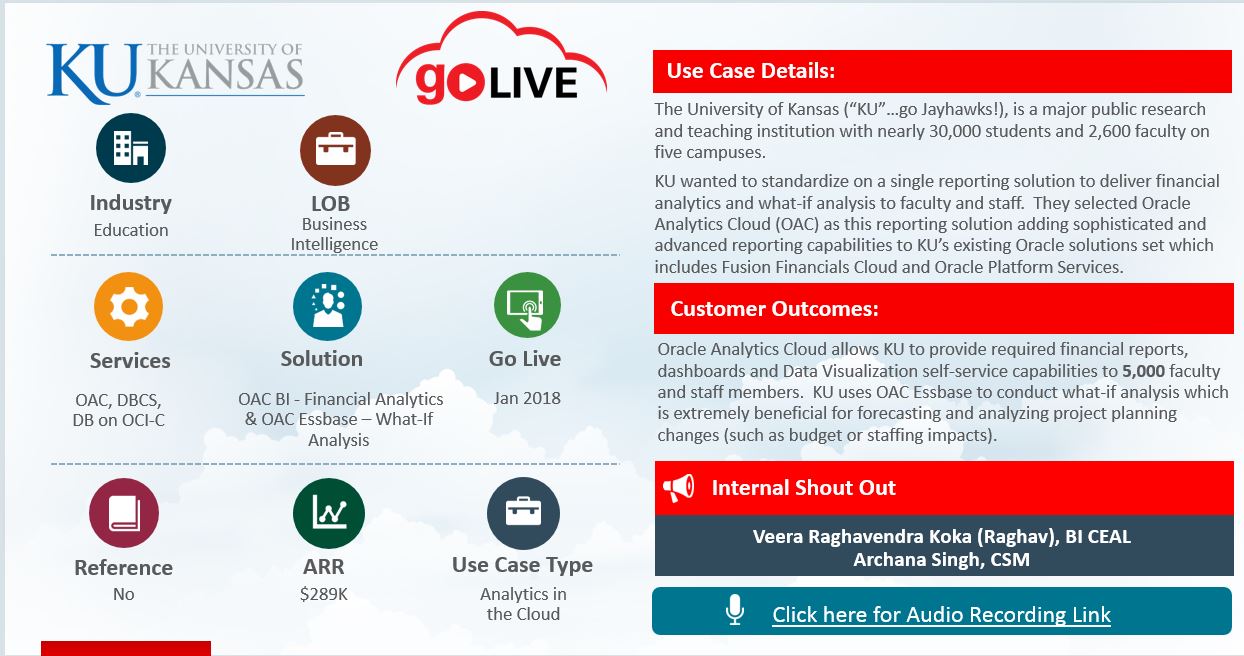 KU THE UNIVERSITY OF
KANSAS
go LIVE
Industry
Education
LOB
Business
Intelligence
Services
OAC, DBCS,
DB on OCI-C
Solution
OAC BI - Financial Analytics
& OAC Essbase – What-If
Analysis
Go Live
Jan 2018
Reference
No
ARR
$289K
Use Case Type
Analytics in
the Cloud
Use Case Details:
The University of Kansas (“KU”…go Jayhawks!), is a major public research
and teaching institution with nearly 30,000 students and 2,600 faculty on
five campuses.
KU wanted to standardize on a single reporting solution to deliver financial
analytics and what-if analysis to faculty and staff. They selected Oracle
Analytics Cloud (OAC) as this reporting solution adding sophisticated and
advanced reporting capabilities to KU’s existing Oracle solutions set which
includes Fusion Financials Cloud and Oracle Platform Services.
Customer Outcomes:
Oracle Analytics Cloud allows KU to provide required financial reports,
dashboards and Data Visualization self-service capabilities to 5,000 faculty
and staff members. KU uses OAC Essbase to conduct what-if analysis which
is extremely beneficial for forecasting and analyzing project planning
changes (such as budget or staffing impacts).
Internal Shout Out
Veera Raghavendra Koka (Raghav), BI CEAL
Archana Singh, CSM
Click here for Audio Recording Link